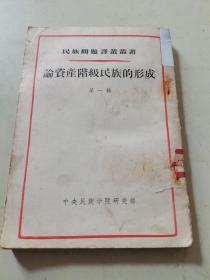 民族問題譯叢叢書
論資產階級民族的形成
第一輯
中央民族學院研究部